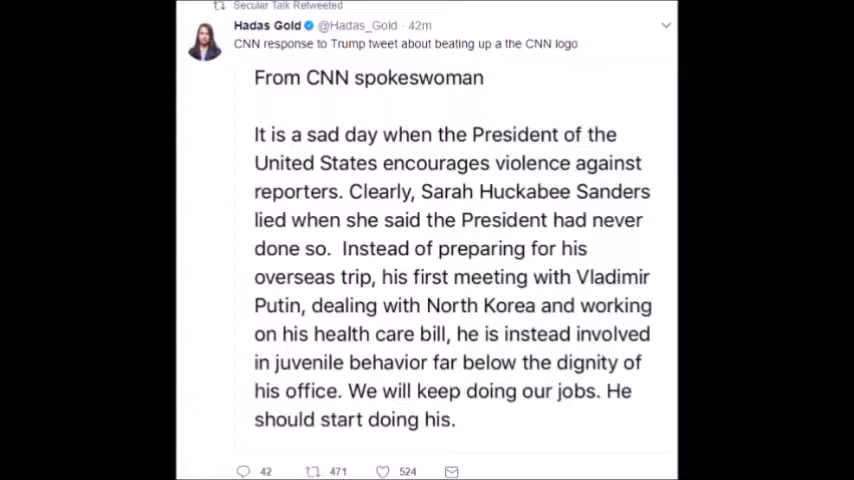 Secular Talk Retweeted
Hadas Gold @Hadas_Gold · 42m
CNN response to Trump tweet about beating up a the CNN logo
From CNN spokeswoman
It is a sad day when the President of the
United States encourages violence against
reporters. Clearly, Sarah Huckabee Sanders
lied when she said the President had never
done so.  Instead of preparing for his
overseas trip, his first meeting with Vladimir
Putin, dealing with North Korea and working
on his health care bill, he is instead involved
in juvenile behavior far below the dignity of
his office. We will keep doing our jobs. He
should start doing his.
42 471 524